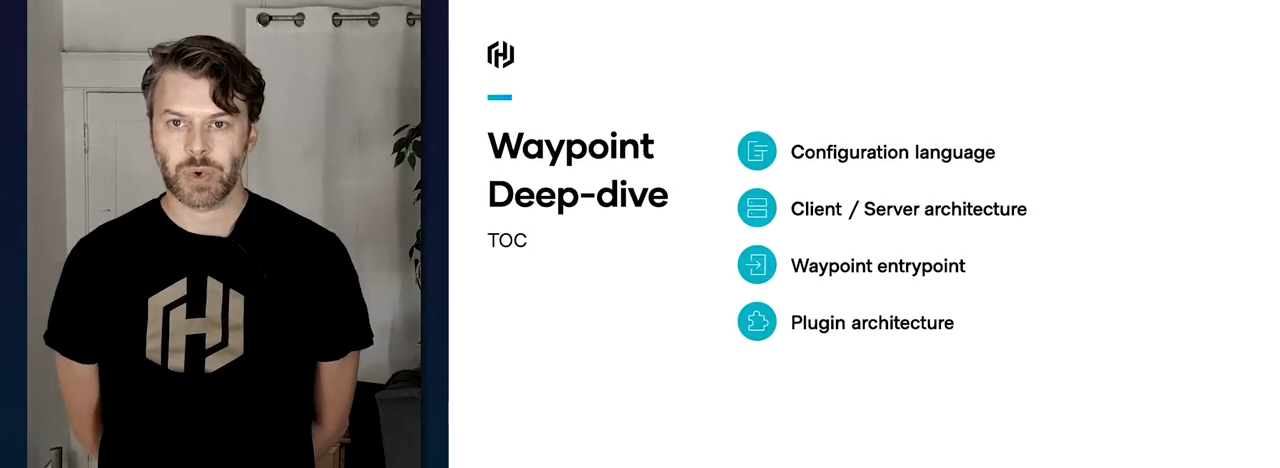 Waypoint
Deep-dive
TOC
Configuration language
Client / Server architecture
Waypoint entrypoint
Plugin architecture